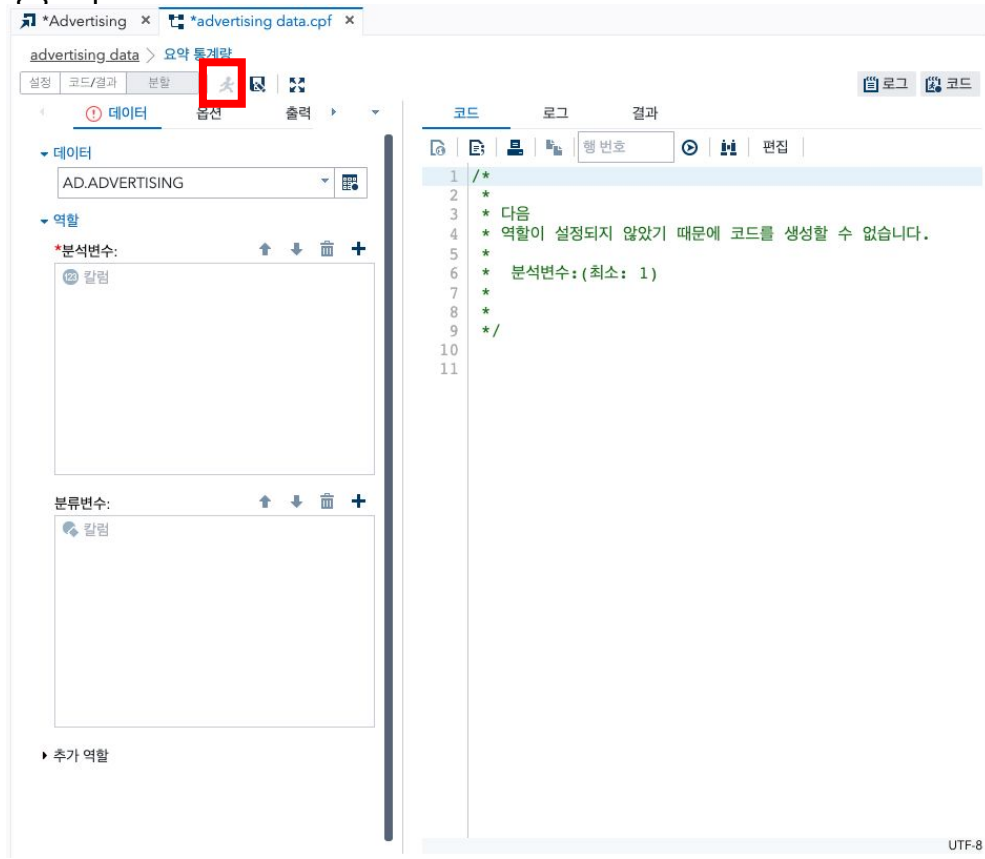 *Advertising × *advertising data.cpf ×
advertising data > 요약 통계량
설정 코드/결과 분할 로그 코드
데이터 옵션 출력
코드 로그 결과
행 번호 편집
데이터
AD.ADVERTISING
역할
*분석변수:
123 칼럼
분류변수:
칼럼
추가 역할
1 /*
2 *
3 * 다음
4 * 역할이 설정되지 않았기 때문에 코드를 생성할 수 없습니다.
5 *
6 * 분석변수:(최소: 1)
7 *
8 *
9 */
10
11
UTF-8